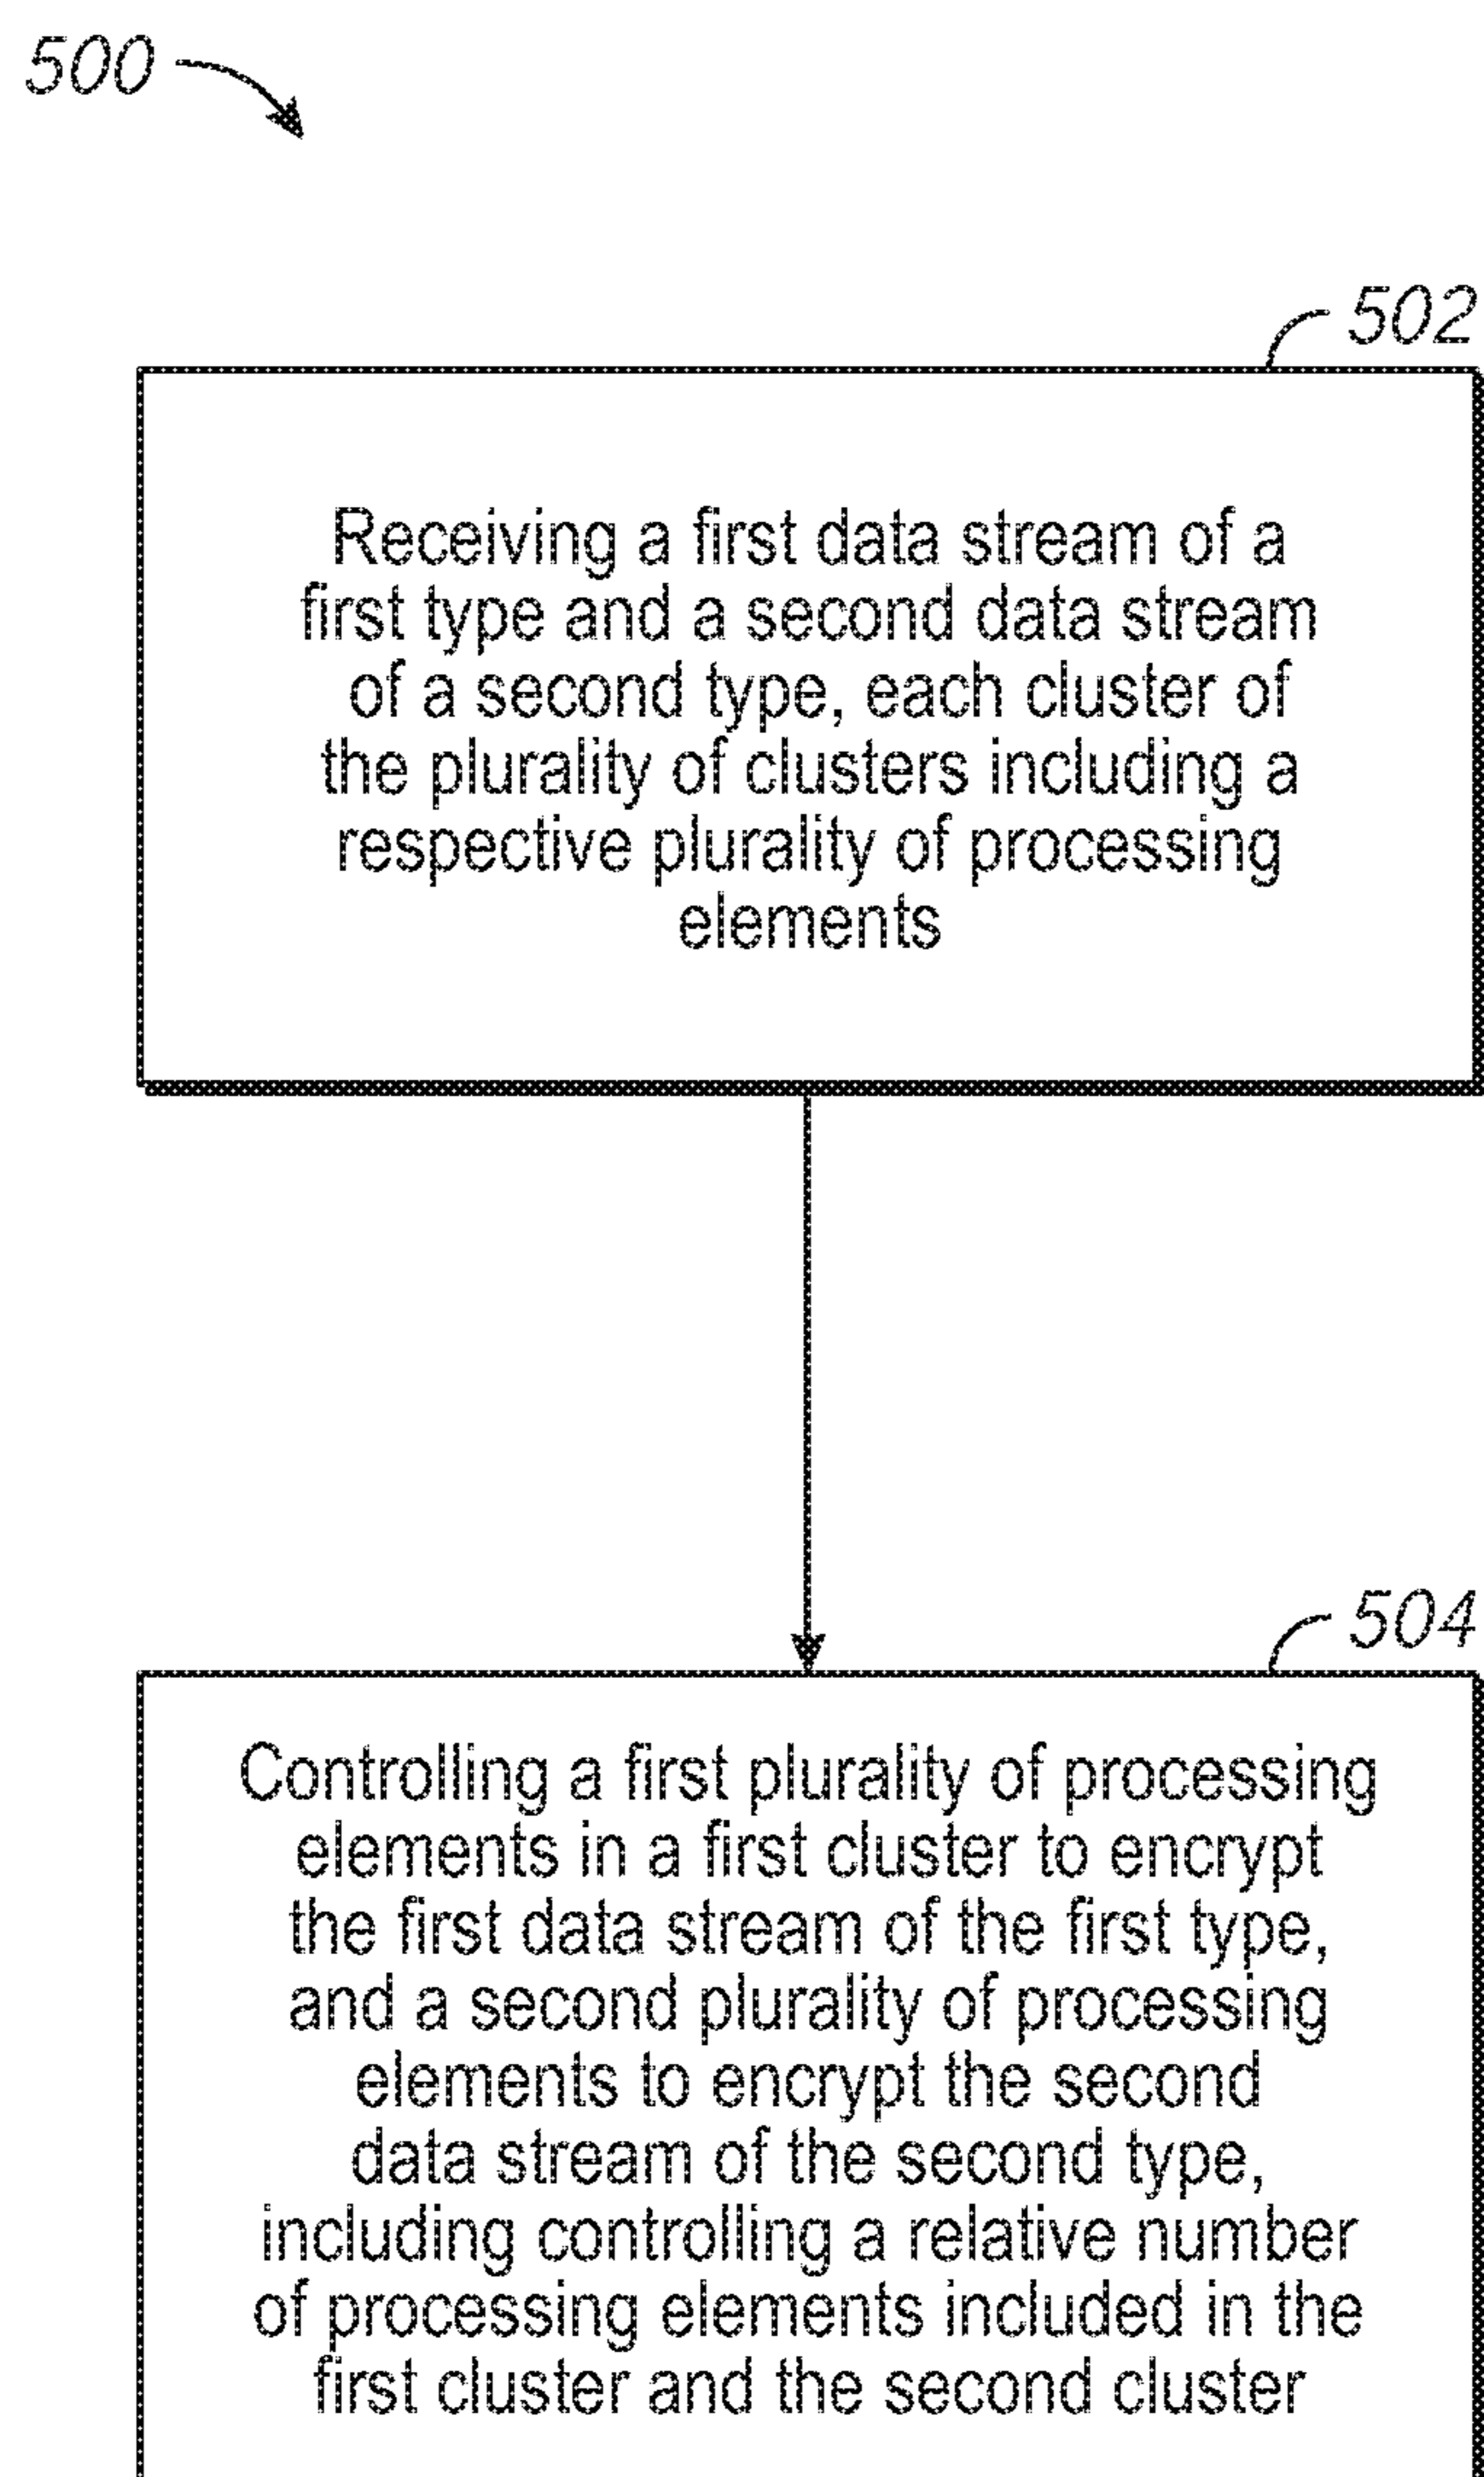 500
502
Receiving a first data stream of a
first type and a second data stream
of a second type, each cluster of
the plurality of clusters including a
respective plurality of processing
elements
504
Controlling a first plurality of processing
elements in a first cluster to encrypt
the first data stream of the first type,
and a second plurality of processing
elements to encrypt the second
data stream of the second type,
including controlling a relative number
of processing elements included in the
first cluster and the second cluster